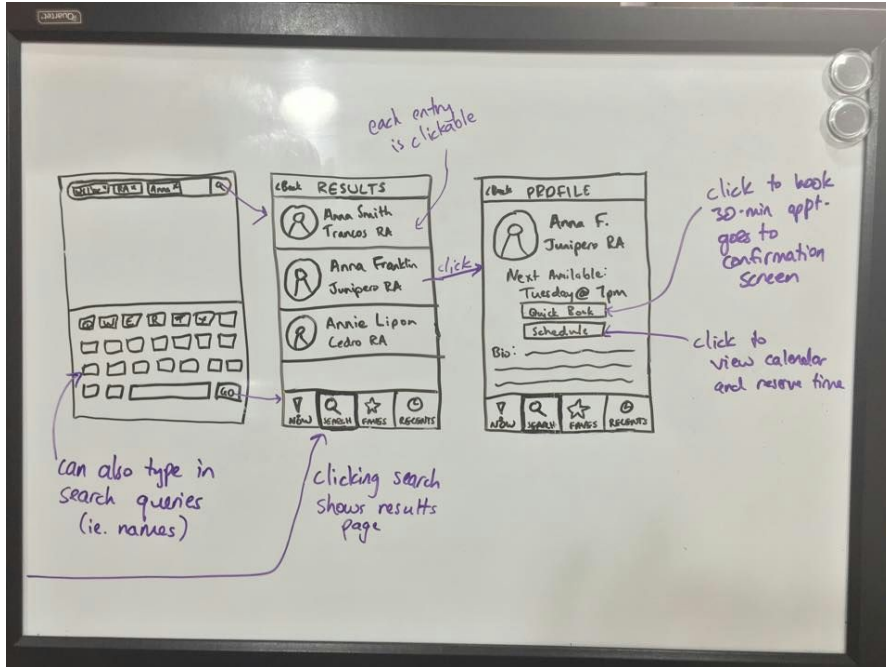 Quartet
RA x
Anna x
Q W E R T Y
GO
can also type in
search queries
(ie. names)
<Back RESULTS
Anna Smith
Trancos RA
Anna Franklin
Junipero RA
Annie Lipon
Cedro RA
NOW SEARCH FAVES RECENTS
each entry
is clickable
click
clicking search
shows results
page
<Back PROFILE
Anna F.
Junipero RA
Next Available:
Tuesday @ 7pm
Quick Book
Schedule
Bio:
NOW SEARCH FAVES RECENTS
click to book
30-min appt-
goes to
confirmation
screen
click to
view calendar
and reserve time